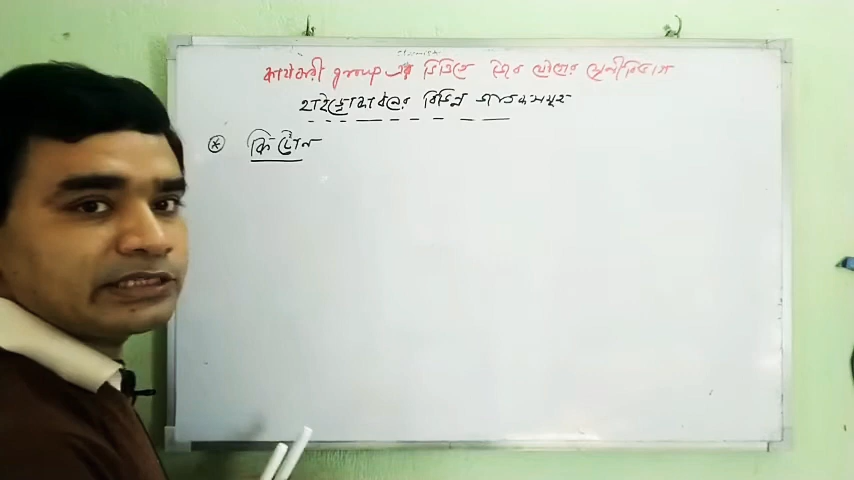 কার্যকরী group এর ভিত্তিতে জৈব যৌগের শ্রেণীবিভাগ
হাইড্রোকার্বনের বিভিন্ন জাতকসমূহ
* কিটোন